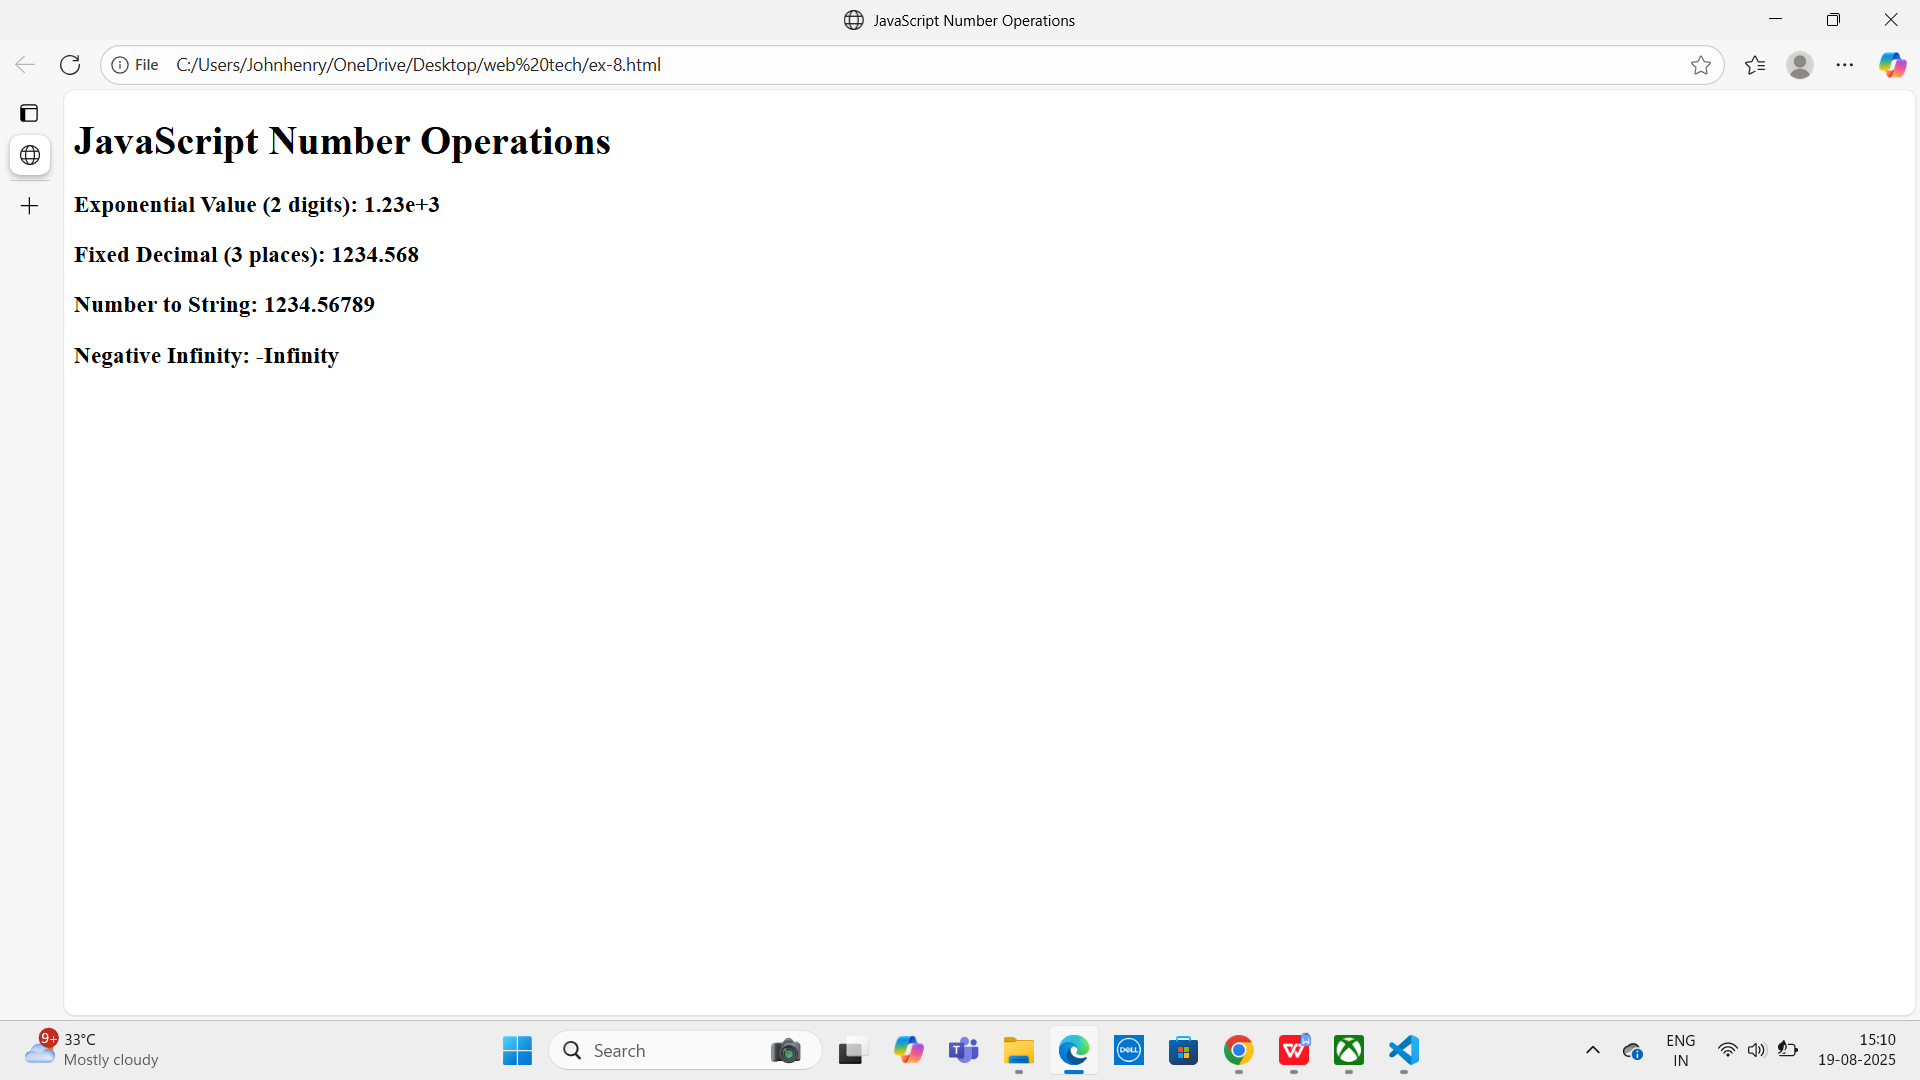 JavaScript Number Operations
File C:/Users/Johnhenry/OneDrive/Desktop/web%20tech/ex-8.html
JavaScript Number Operations
Exponential Value (2 digits): 1.23e+3
Fixed Decimal (3 places): 1234.568
Number to String: 1234.56789
Negative Infinity: -Infinity
9+
33°C
Mostly cloudy
Search
DELL
ENG
IN
15:10
19-08-2025